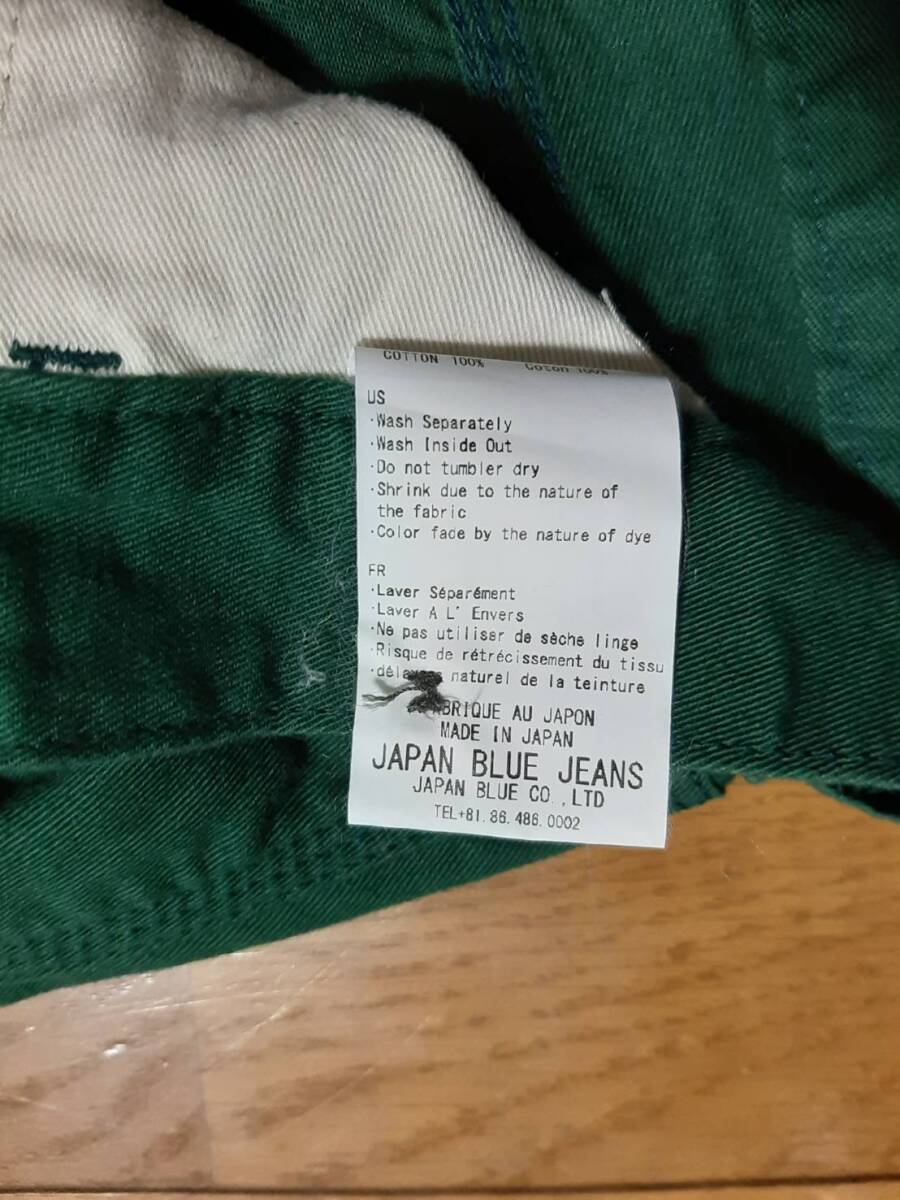 COTTON 100% Coton 100%
US
·Wash Separately
·Wash Inside Out
·Do not tumbler dry
·Shrink due to the nature of
the fabric
·Color fade by the nature of dye
FR
·Laver Séparément
·Laver A L' Envers
·Ne pas utiliser de sèche linge
·Risque de rétrécissement du tissu
naturel de la teinture
BRIQUE AU JAPON
MADE IN JAPAN
JAPAN BLUE JEANS
JAPAN BLUE CO.,LTD
TEL+81.86.486.0002